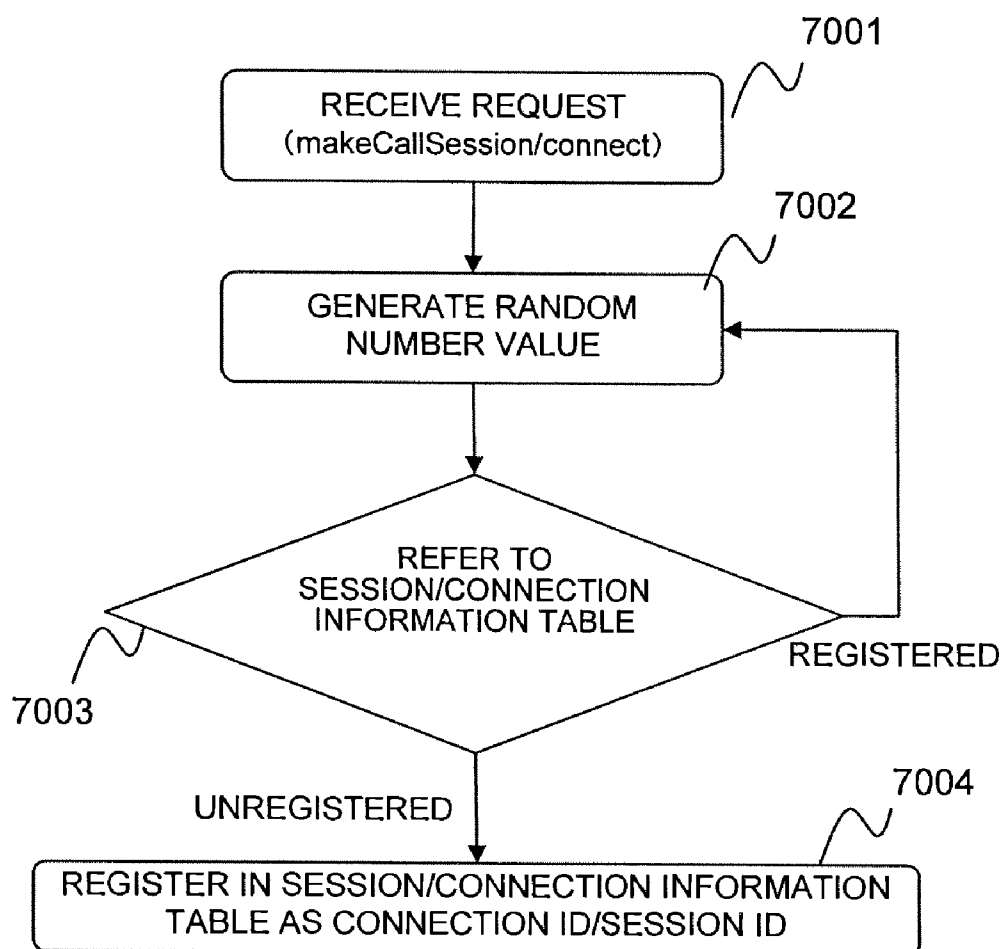 7001
RECEIVE REQUEST
(makeCallSession/connect)
7002
GENERATE RANDOM
NUMBER VALUE
REFER TO
SESSION/CONNECTION
INFORMATION TABLE
REGISTERED
7003
UNREGISTERED
7004
REGISTER IN SESSION/CONNECTION INFORMATION
TABLE AS CONNECTION ID/SESSION ID